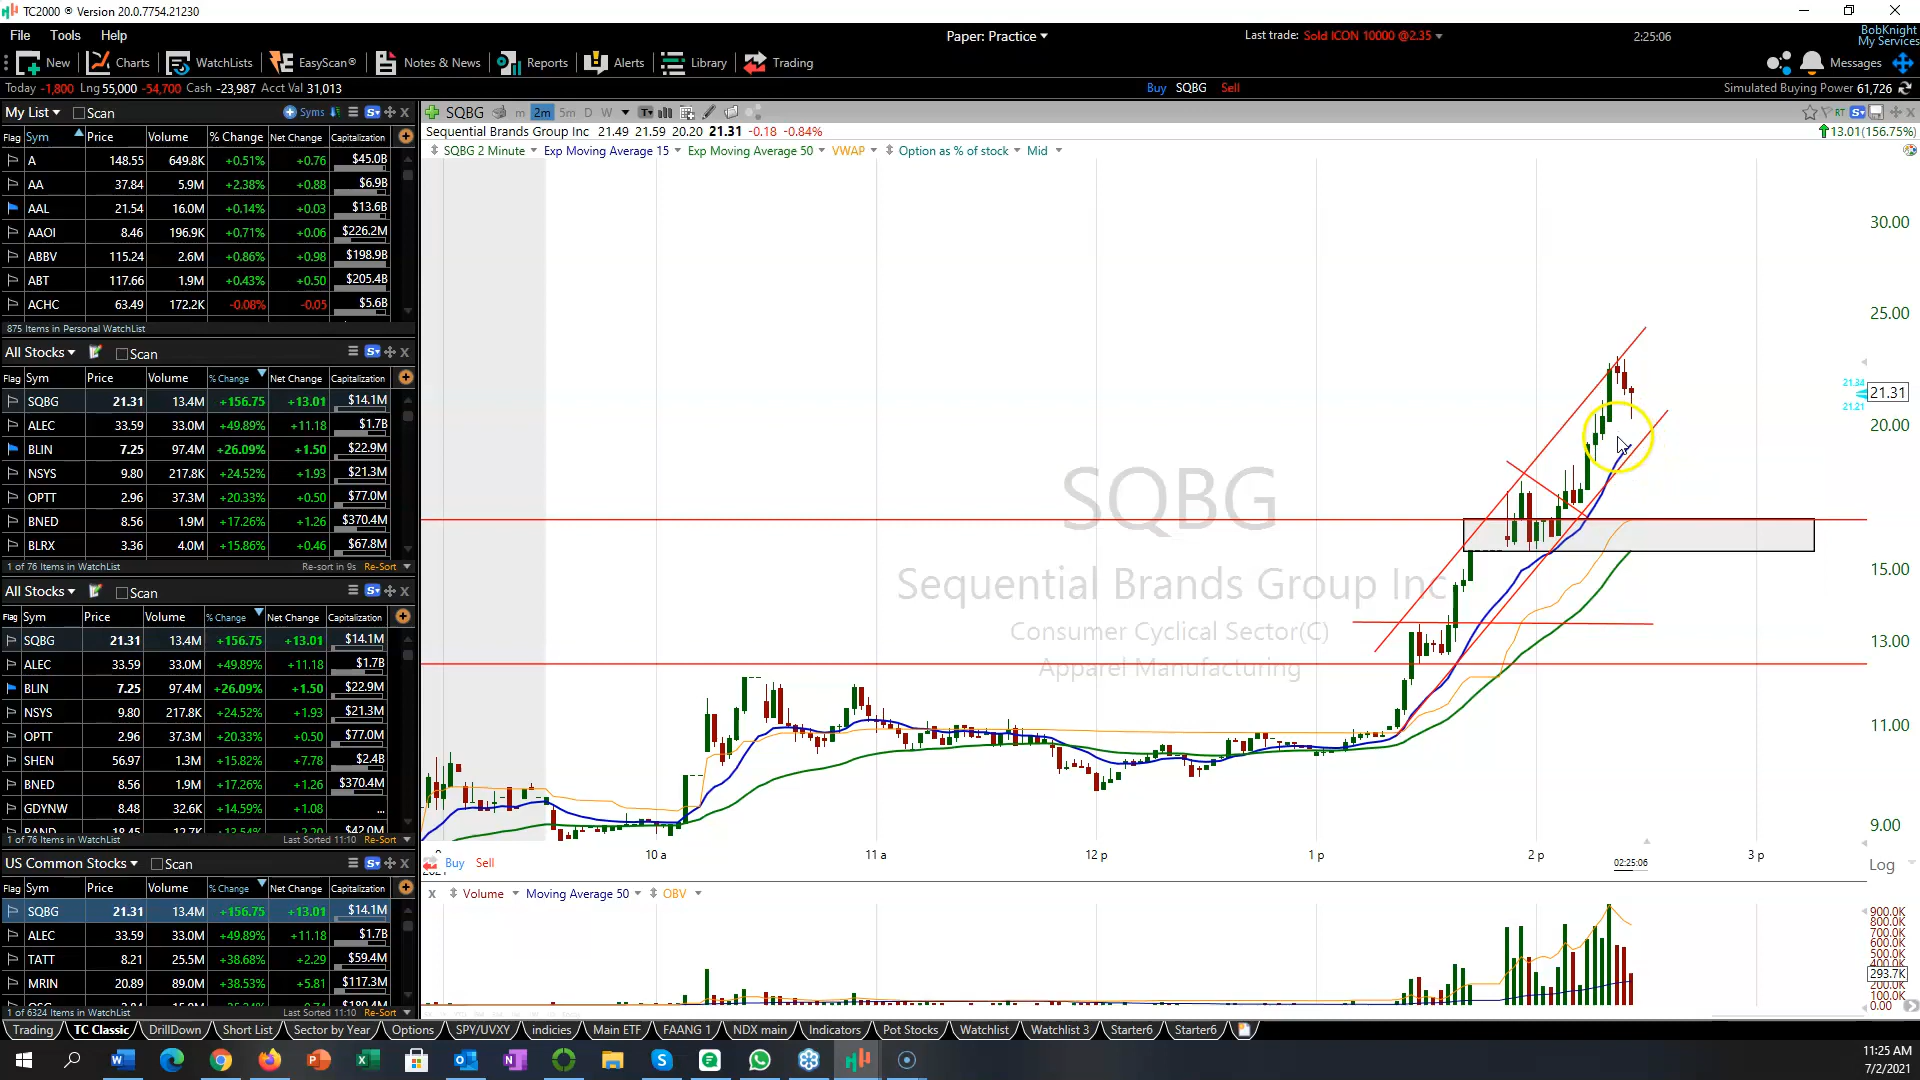 TC2000 ® Version 20.0.7754.21230
File Tools Help
Paper: Practice
Last trade: Sold ICON 10000 @2.35
2:25:06
BobKnight
My Services
New Charts WatchLists EasyScan® Notes & News Reports Alerts Library Trading
Messages
Today -1,800 Lng 55,000 -54,700 Cash -23,987 Acct Val 31,013
Buy SQBG Sell
Simulated Buying Power 61,726
My List Scan Syms
Flag Sym Price Volume % Change Net Change Capitalization
A 148.55 649.8K +0.51% +0.76 $45.0B
AA 37.84 5.9M +2.38% +0.88 $6.9B
AAL 21.54 16.0M +0.14% +0.03 $13.6B
AAOI 8.46 196.9K +0.71% +0.06 $226.2M
ABBV 115.24 2.6M +0.86% +0.98 $198.9B
ABT 117.66 1.9M +0.43% +0.50 $205.4B
ACHC 63.49 172.2K -0.08% -0.05 $5.6B
875 Items in Personal WatchList
All Stocks Scan
Flag Sym Price Volume % Change Net Change Capitalization
SQBG 21.31 13.4M +156.75 +13.01 $14.1M
ALEC 33.59 33.0M +49.89% +11.18 $1.7B
BLIN 7.25 97.4M +26.09% +1.50 $22.9M
NSYS 9.80 217.8K +24.52% +1.93 $21.3M
OPTT 2.96 37.3M +20.33% +0.50 $77.0M
BNED 8.56 1.9M +17.26% +1.26 $370.4M
BLRX 3.36 4.0M +15.86% +0.46 $67.8M
1 of 76 Items in WatchList Re-sort in 9s Re-Sort
All Stocks Scan
Flag Sym Price Volume % Change Net Change Capitalization
SQBG 21.31 13.4M +156.75 +13.01 $14.1M
ALEC 33.59 33.0M +49.89% +11.18 $1.7B
BLIN 7.25 97.4M +26.09% +1.50 $22.9M
NSYS 9.80 217.8K +24.52% +1.93 $21.3M
OPTT 2.96 37.3M +20.33% +0.50 $77.0M
SHEN 56.97 1.3M +15.82% +7.78 $2.4B
BNED 8.56 1.9M +17.26% +1.26 $370.4M
GDYNW 8.48 32.6K +14.59% +1.08 ...
1 of 76 Items in WatchList Last Sorted 11:10 Re-Sort
US Common Stocks Scan
Flag Sym Price Volume % Change Net Change Capitalization
SQBG 21.31 13.4M +156.75 +13.01 $14.1M
ALEC 33.59 33.0M +49.89% +11.18 $1.7B
TATT 8.21 25.5M +38.68% +2.29 $59.4M
MRIN 20.89 89.0M +38.53% +5.81 $117.3M
1 of 6324 Items in WatchList Last Sorted 11:10 Re-Sort
SQBG m 2m 5m D W
RT
Sequential Brands Group Inc 21.49 21.59 20.20 21.31 -0.18 -0.84%
13.01(156.75%)
SQBG 2 Minute Exp Moving Average 15 Exp Moving Average 50 VWAP Option as % of stock Mid
30.00
25.00
21.34
21.31
21.21
20.00
15.00
13.00
11.00
9.00
Log
SQBG
Sequential Brands Group Inc
Consumer Cyclical Sector(C)
Apparel Manufacturing
10 a 11 a 12 p 1 p 2 p 3 p
02:25:06
Buy Sell
X Volume Moving Average 50 OBV
900.0K
800.0K
700.0K
600.0K
500.0K
400.0K
293.7K
200.0K
100.0K
0.00
Trading TC Classic DrillDown Short List Sector by Year Options SPY/UVXY indicies Main ETF FAANG 1 NDX main Indicators Pot Stocks Watchlist Watchlist 3 Starter6 Starter6
11:25 AM
7/2/2021